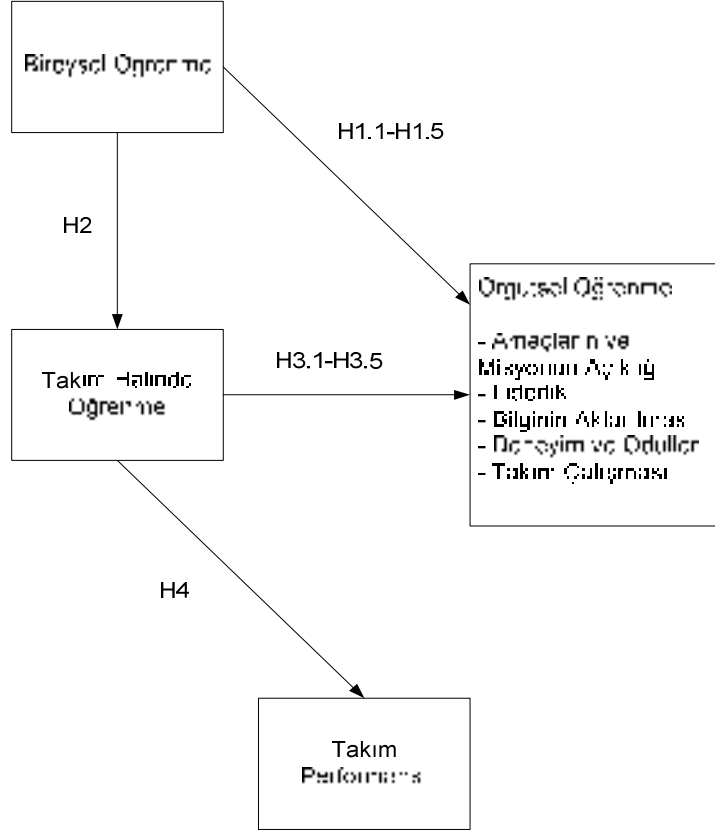 Bireysel Öğrenme
H1.1-H1.5
H2
Örgütsel Öğrenme
- Amaçların ve
Misyonun Açıklığı
- Liderlik
- Bilginin Aktarılması
- Deneyim ve Ödüller
- Takım Çalışması
Takım Halinde
Öğrenme
H3.1-H3.5
H4
Takım
Performansı